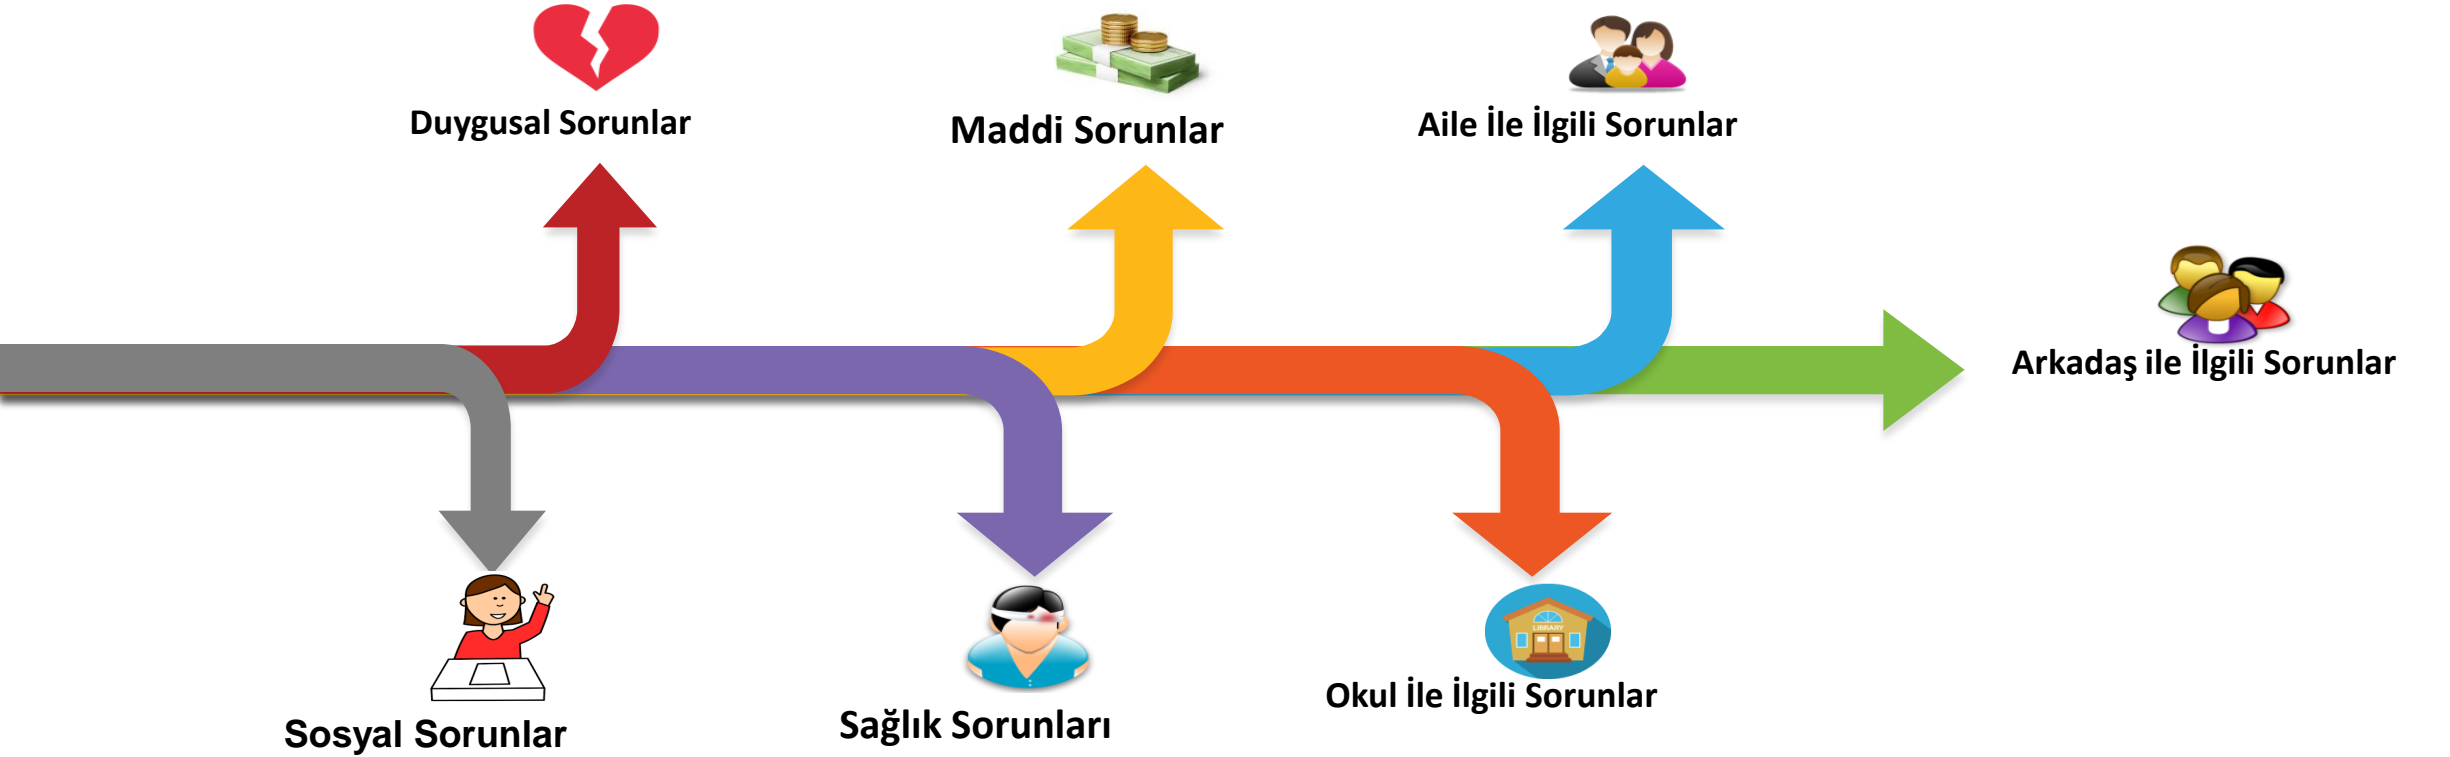 Duygusal Sorunlar
Maddi Sorunlar
Aile İle İlgili Sorunlar
Arkadaş ile İlgili Sorunlar
LIBRARY
Okul İle İlgili Sorunlar
Sağlık Sorunları
Sosyal Sorunlar